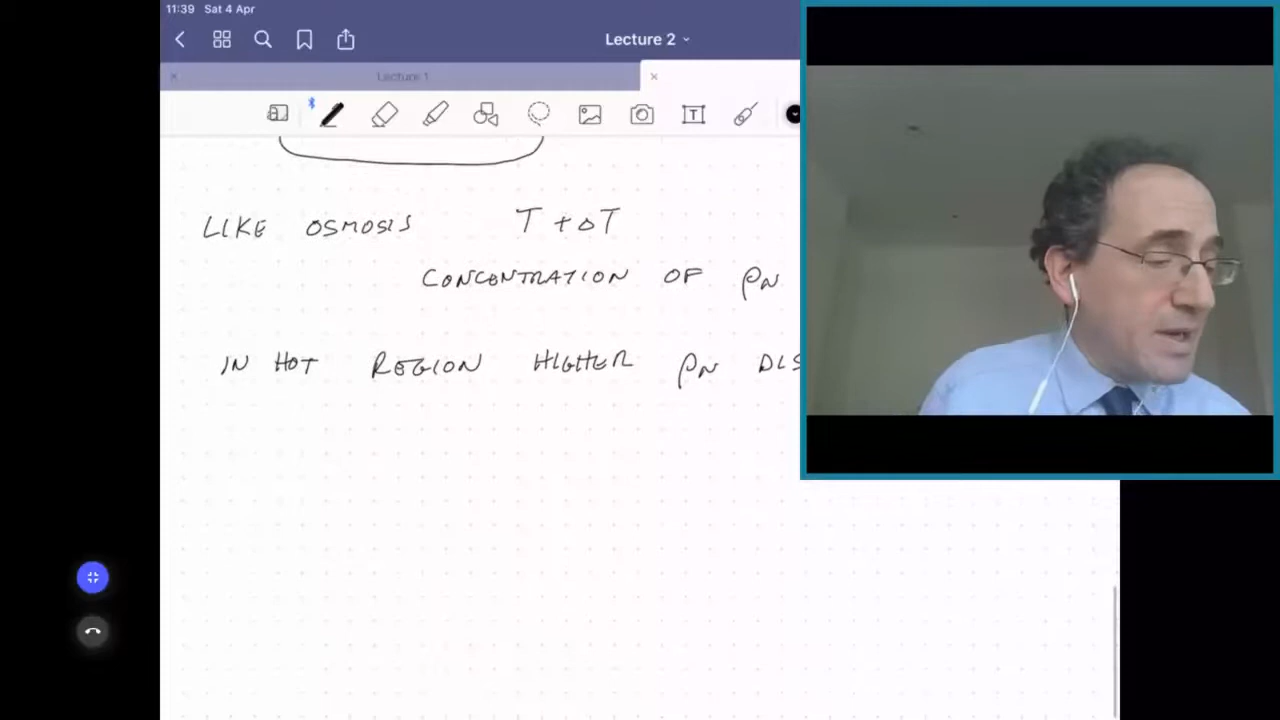 11:39 Sat 4 Apr
Lecture 2
Lecture 1
T
LIKE OSMOSIS T + ΔT
CONCENTRATION OF ρN
IN HOT REGION HIGHER ρN DIS